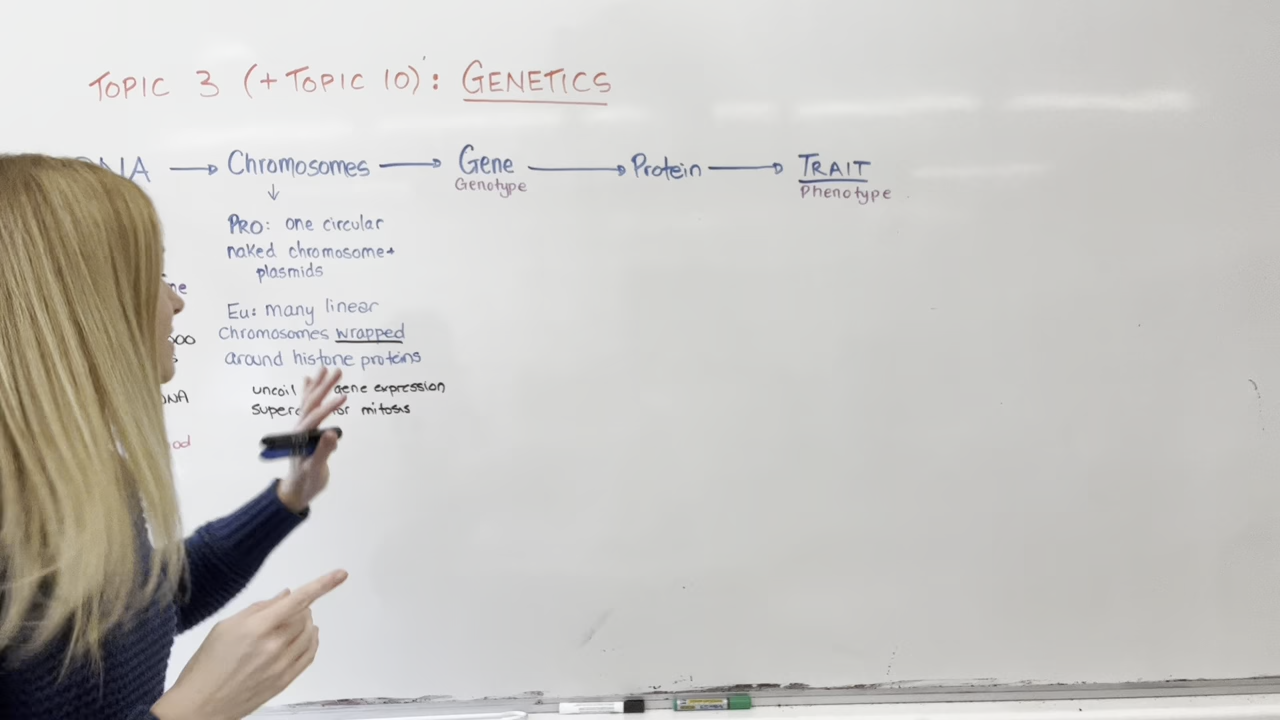 TOPIC 3 (+ TOPIC 10): GENETICS
DNA → Chromosomes → Gene → Protein → TRAIT
Genotype
Phenotype
PRO: one circular
naked chromosome +
plasmids
Eu: many linear
Chromosomes wrapped
around histone proteins
uncoil gene expression
mitosis